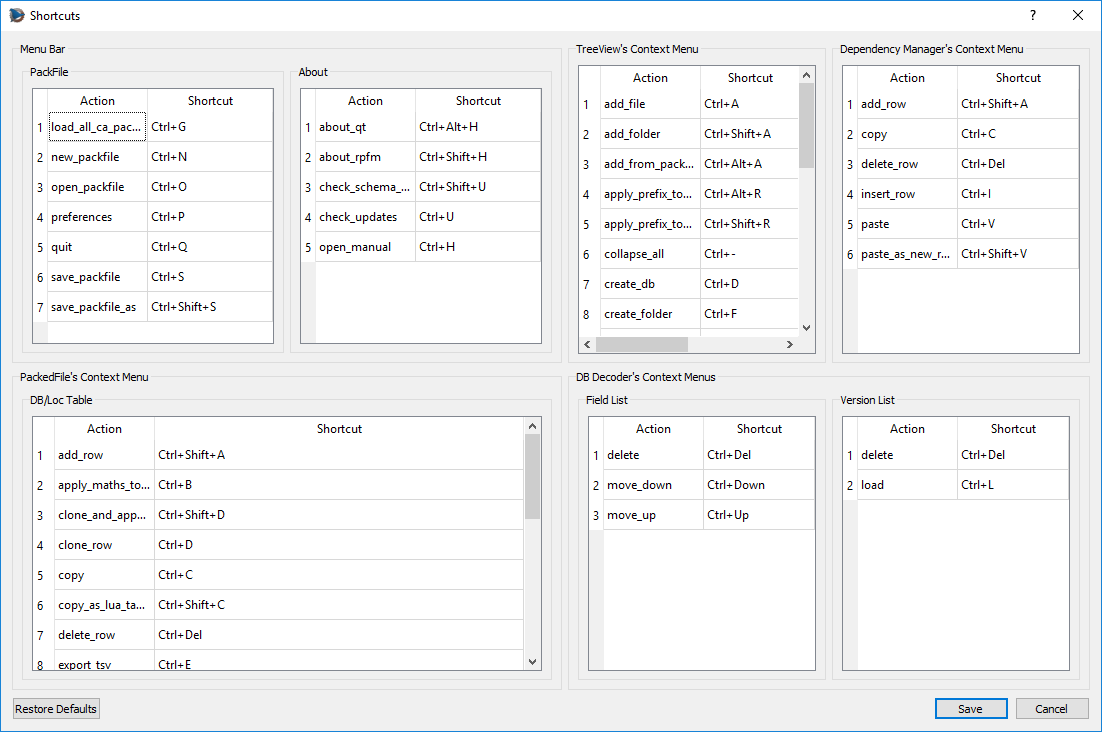 Shortcuts
Menu Bar
PackFile
Action Shortcut
1 load_all_ca_pac... Ctrl+G
2 new_packfile Ctrl+N
3 open_packfile Ctrl+O
4 preferences Ctrl+P
5 quit Ctrl+Q
6 save_packfile Ctrl+S
7 save_packfile_as Ctrl+Shift+S
About
Action Shortcut
1 about_qt Ctrl+Alt+H
2 about_rpfm Ctrl+Shift+H
3 check_schema_... Ctrl+Shift+U
4 check_updates Ctrl+U
5 open_manual Ctrl+H
TreeView's Context Menu
Action Shortcut
1 add_file Ctrl+A
2 add_folder Ctrl+Shift+A
3 add_from_pack... Ctrl+Alt+A
4 apply_prefix_to... Ctrl+Alt+R
5 apply_prefix_to... Ctrl+Shift+R
6 collapse_all Ctrl+-
7 create_db Ctrl+D
8 create_folder Ctrl+F
Dependency Manager's Context Menu
Action Shortcut
1 add_row Ctrl+Shift+A
2 copy Ctrl+C
3 delete_row Ctrl+Del
4 insert_row Ctrl+I
5 paste Ctrl+V
6 paste_as_new_r... Ctrl+Shift+V
PackedFile's Context Menu
DB/Loc Table
Action Shortcut
1 add_row Ctrl+Shift+A
2 apply_maths_to... Ctrl+B
3 clone_and_app... Ctrl+Shift+D
4 clone_row Ctrl+D
5 copy Ctrl+C
6 copy_as_lua_ta... Ctrl+Shift+C
7 delete_row Ctrl+Del
8 export_tsv Ctrl+E
DB Decoder's Context Menus
Field List
Action Shortcut
1 delete Ctrl+Del
2 move_down Ctrl+Down
3 move_up Ctrl+Up
Version List
Action Shortcut
1 delete Ctrl+Del
2 load Ctrl+L
Restore Defaults
Save
Cancel